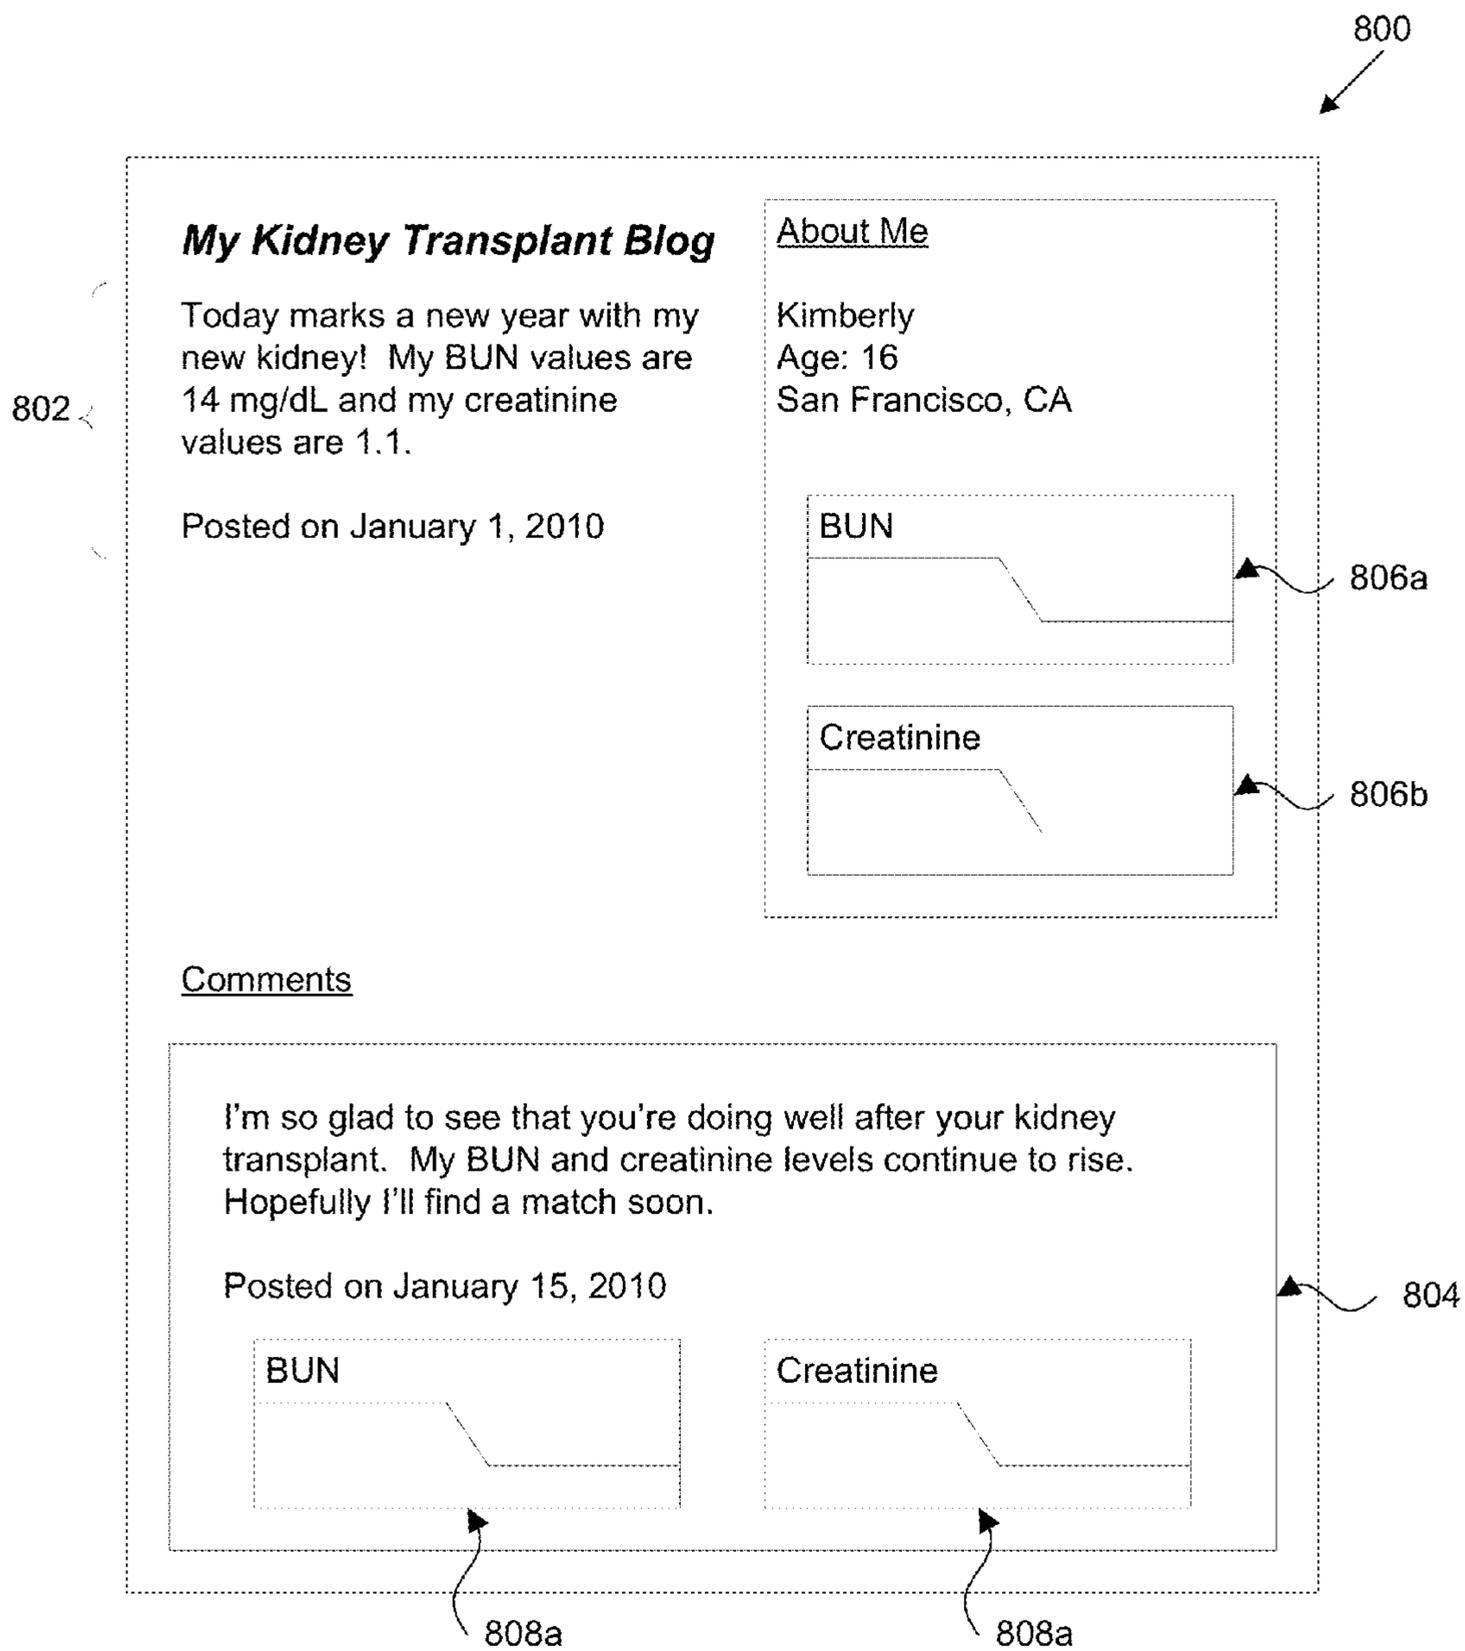 800
My Kidney Transplant Blog
Today marks a new year with my
new kidney!  My BUN values are
14 mg/dL and my creatinine
values are 1.1.
Posted on January 1, 2010
802
About Me
Kimberly
Age: 16
San Francisco, CA
BUN
806a
Creatinine
806b
Comments
I'm so glad to see that you're doing well after your kidney
transplant.  My BUN and creatinine levels continue to rise.
Hopefully I'll find a match soon.
Posted on January 15, 2010
804
BUN
Creatinine
808a
808a